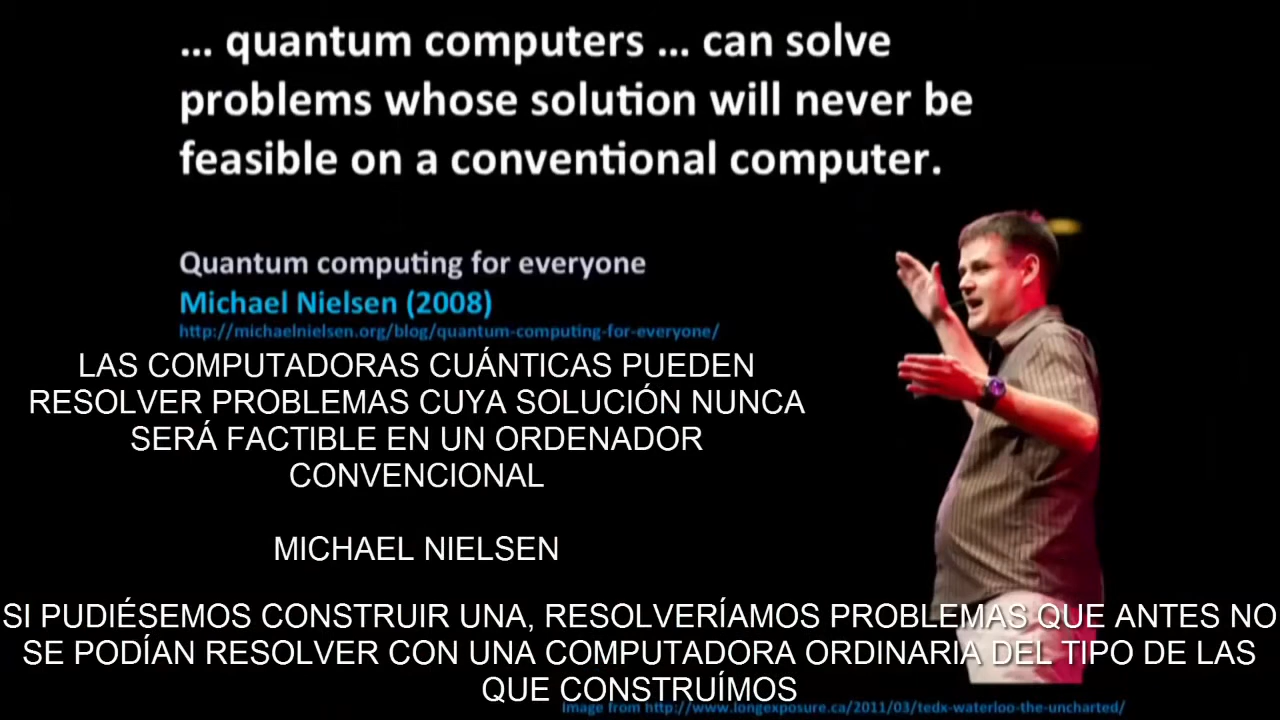 ... quantum computers ... can solve
problems whose solution will never be
feasible on a conventional computer.
Quantum computing for everyone
Michael Nielsen (2008)
http://michaelnielsen.org/blog/quantum-computing-for-everyone/
LAS COMPUTADORAS CUÁNTICAS PUEDEN
RESOLVER PROBLEMAS CUYA SOLUCIÓN NUNCA
SERÁ FACTIBLE EN UN ORDENADOR
CONVENCIONAL
MICHAEL NIELSEN
SI PUDIÉSEMOS CONSTRUIR UNA, RESOLVERÍAMOS PROBLEMAS QUE ANTES NO
SE PODÍAN RESOLVER CON UNA COMPUTADORA ORDINARIA DEL TIPO DE LAS
QUE CONSTRUÍMOS
Image from http://www.longexposure.ca/2011/03/tedx-waterloo-the-uncharted/